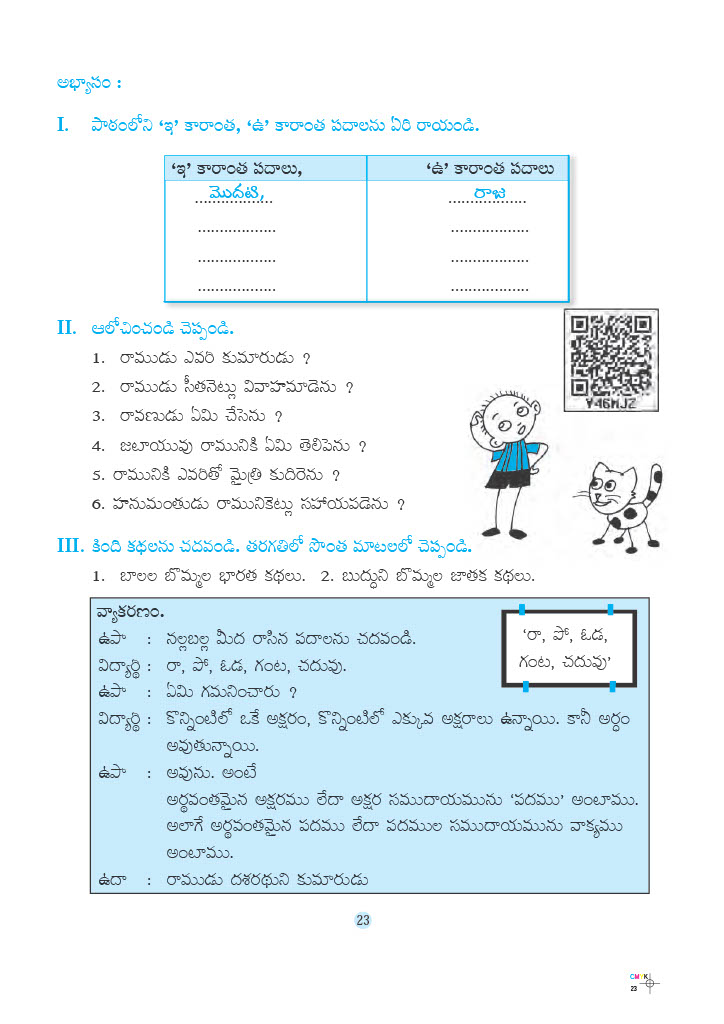 అభ్యాసం :
I. పాఠంలోని ‘ఇ’ కారాంత, ‘ఉ’ కారాంత పదాలను ఏరి రాయండి.
‘ఇ’ కారాంత పదాలు, ‘ఉ’ కారాంత పదాలు
మొదటి, రాజు
.................. ..................
.................. ..................
.................. ..................
II. ఆలోచించండి చెప్పండి.
1. రాముడు ఎవరి కుమారుడు ?
2. రాముడు సీతనెట్లు వివాహమాడెను ?
3. రావణుడు ఏమి చేసెను ?
4. జటాయువు రామునికి ఏమి తెలిపెను ?
5. రామునికి ఎవరితో మైత్రి కుదిరెను ?
6. హనుమంతుడు రామునికెట్లు సహాయపడెను ?
Y46MJ2
III. కింది కథలను చదవండి. తరగతిలో సొంత మాటలలో చెప్పండి.
1. బాలల బొమ్మల భారత కథలు. 2. బుద్ధుని బొమ్మల జాతక కథలు.
వ్యాకరణం.
ఉపా : నల్లబల్ల మీద రాసిన పదాలను చదవండి.
విద్యార్థి : రా, పో, ఓడ, గంట, చదువు.
ఉపా : ఏమి గమనించారు ?
‘రా, పో, ఓడ,
గంట, చదువు’
విద్యార్థి : కొన్నింటిలో ఒకే అక్షరం, కొన్నింటిలో ఎక్కువ అక్షరాలు ఉన్నాయి. కానీ అర్ధం
అవుతున్నాయి.
ఉపా : అవును. అంటే
అర్థవంతమైన అక్షరము లేదా అక్షర సముదాయమును ‘పదము’ అంటాము.
అలాగే అర్థవంతమైన పదము లేదా పదముల సముదాయమును వాక్యము
అంటాము.
ఉదా : రాముడు దశరథుని కుమారుడు
23
CMYK
23